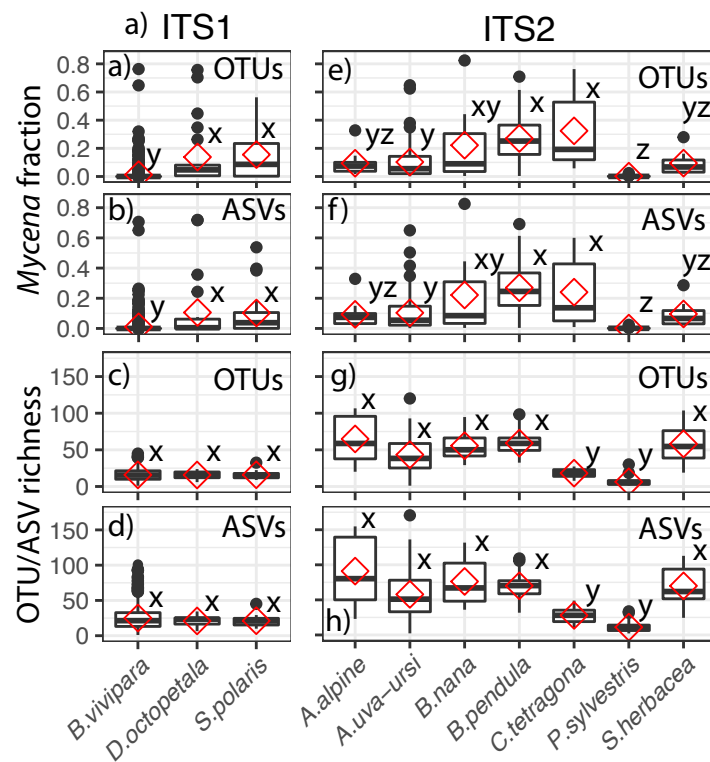 a) ITS1 ITS2
Mycena fraction
OTU/ASV richness
a) OTUs
0.8
0.6
0.4
0.2
0.0
y x x
e) OTUs
yz y xy x x z yz
b) ASVs
0.8
0.6
0.4
0.2
0.0
y x x
f) ASVs
yz y xy x x z yz
c) OTUs
150
100
50
0
x x x
g) OTUs
x x x x y y x
d) ASVs
150
100
50
0
x x x
ASVs
x x x x y y x
h)
B.vivipara
D.octopetala
S.polaris
A.alpine
A.uva-ursi
B.nana
B.pendula
C.tetragona
P.sylvestris
S.herbacea